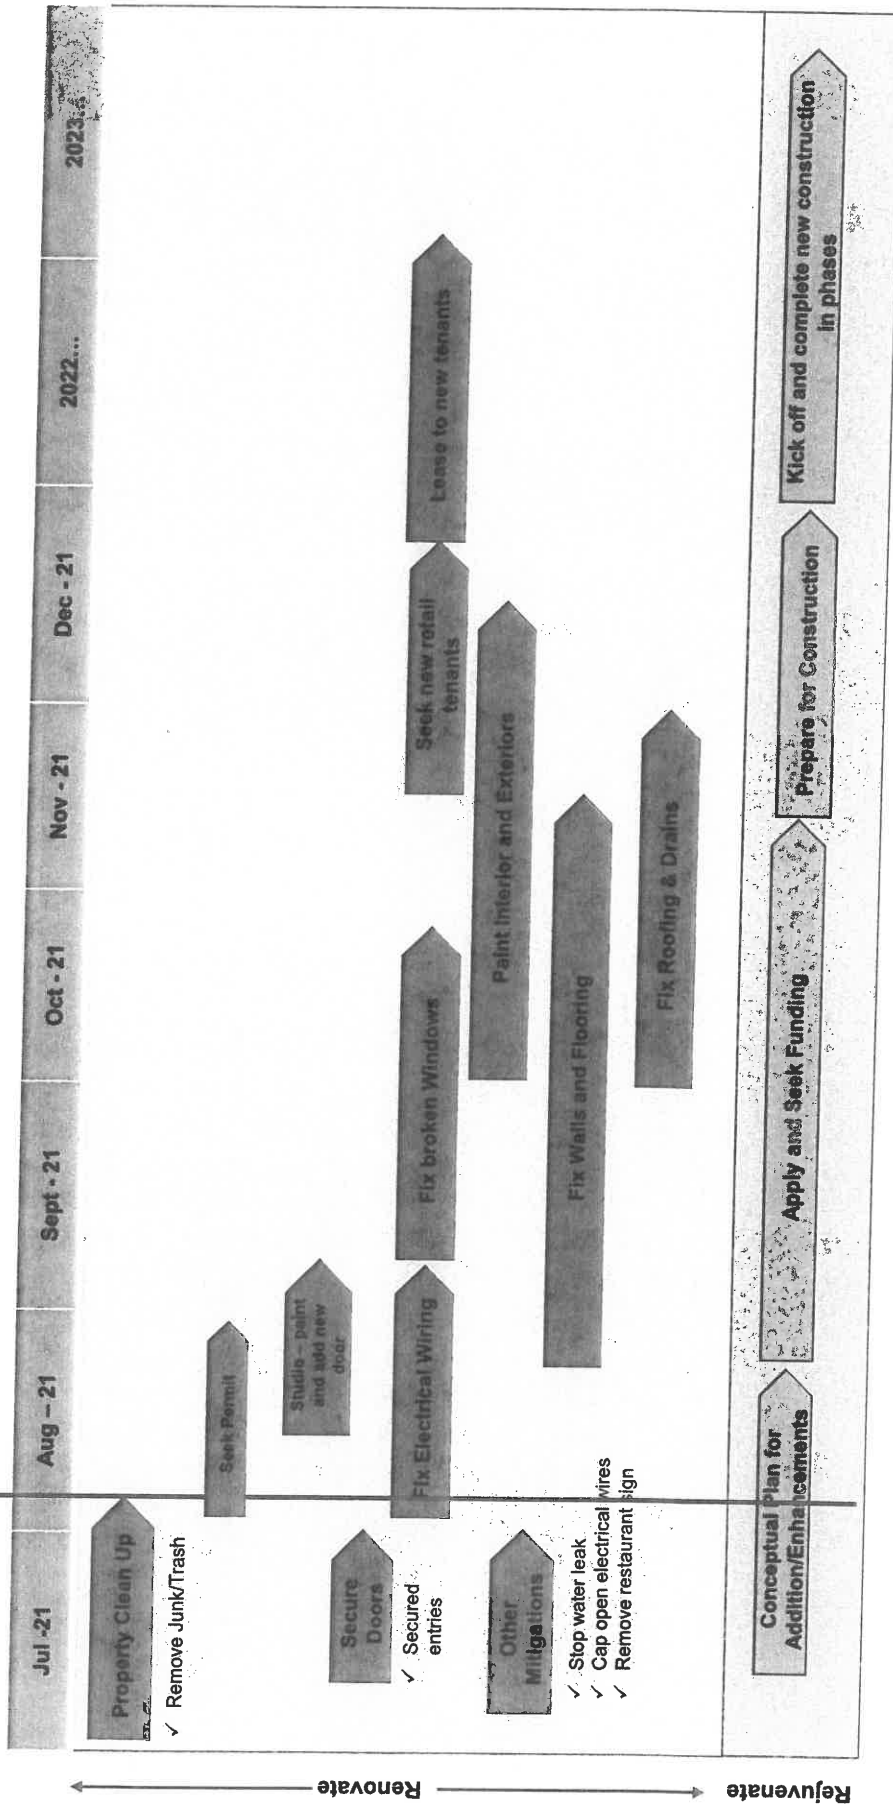 Jul -21
Aug – 21
Sept - 21
Oct - 21
Nov - 21
Dec - 21
2022...
2023...
Renovate
Property Clean Up
✓ Remove Junk/Trash
Seek Permit
Studio – paint
and add new
door
Secure
Doors
✓ Secured
entries
Fix Electrical Wiring
Fix broken Windows
Seek new retail
tenants
Lease to new tenants
Paint Interior and Exteriors
Other
Mitigations
✓ Stop water leak
✓ Cap open electrical wires
✓ Remove restaurant sign
Fix Walls and Flooring
Fix Roofing & Drains
Rejuvenate
Conceptual Plan for
Addition/Enhancements
Apply and Seek Funding
Prepare for Construction
Kick off and complete new construction
in phases